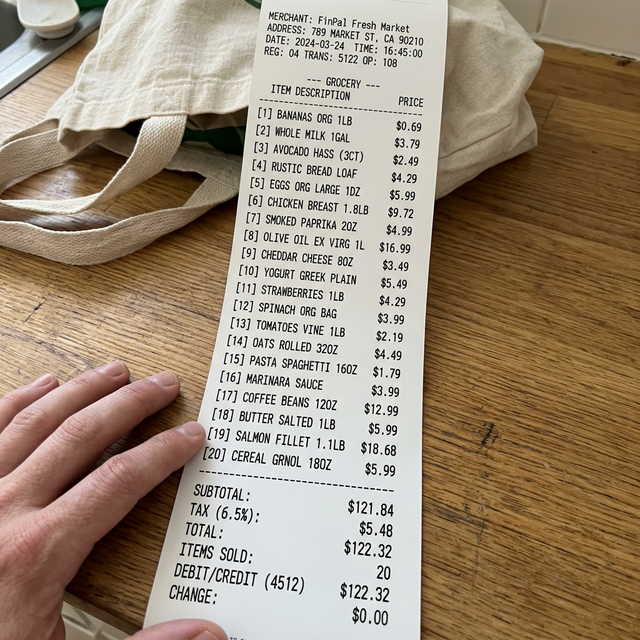 MERCHANT: FinPal Fresh Market
ADDRESS: 789 MARKET ST, CA 90210
DATE: 2024-03-24 TIME: 16:45:00
REG: 04 TRANS: 5122 OP: 108
--- GROCERY ---
ITEM DESCRIPTION PRICE
[1] BANANAS ORG 1LB $0.69
[2] WHOLE MILK 1GAL $3.79
[3] AVOCADO HASS (3CT) $2.49
[4] RUSTIC BREAD LOAF $4.29
[5] EGGS ORG LARGE 1DZ $5.99
[6] CHICKEN BREAST 1.8LB $9.72
[7] SMOKED PAPRIKA 2OZ $4.99
[8] OLIVE OIL EX VIRG 1L $16.99
[9] CHEDDAR CHEESE 8OZ $3.49
[10] YOGURT GREEK PLAIN $5.49
[11] STRAWBERRIES 1LB $4.29
[12] SPINACH ORG BAG $3.99
[13] TOMATOES VINE 1LB $2.19
[14] OATS ROLLED 32OZ $4.49
[15] PASTA SPAGHETTI 16OZ $1.79
[16] MARINARA SAUCE $3.99
[17] COFFEE BEANS 12OZ $12.99
[18] BUTTER SALTED 1LB $5.99
[19] SALMON FILLET 1.1LB $18.68
[20] CEREAL GRNOL 18OZ $5.99
SUBTOTAL: $121.84
TAX (6.5%): $5.48
TOTAL: $122.32
ITEMS SOLD: 20
DEBIT/CREDIT (4512) $122.32
CHANGE: $0.00